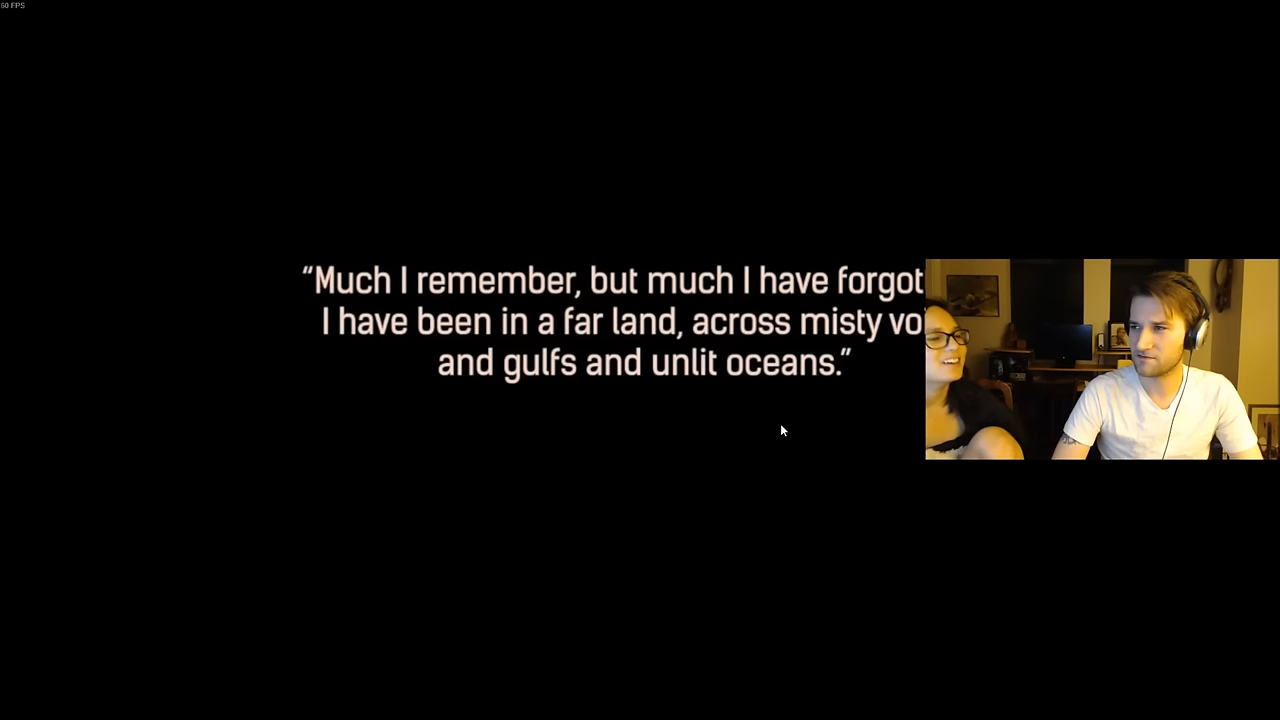 60 FPS
“Much I remember, but much I have forgot
I have been in a far land, across misty
and gulfs and unlit oceans.”